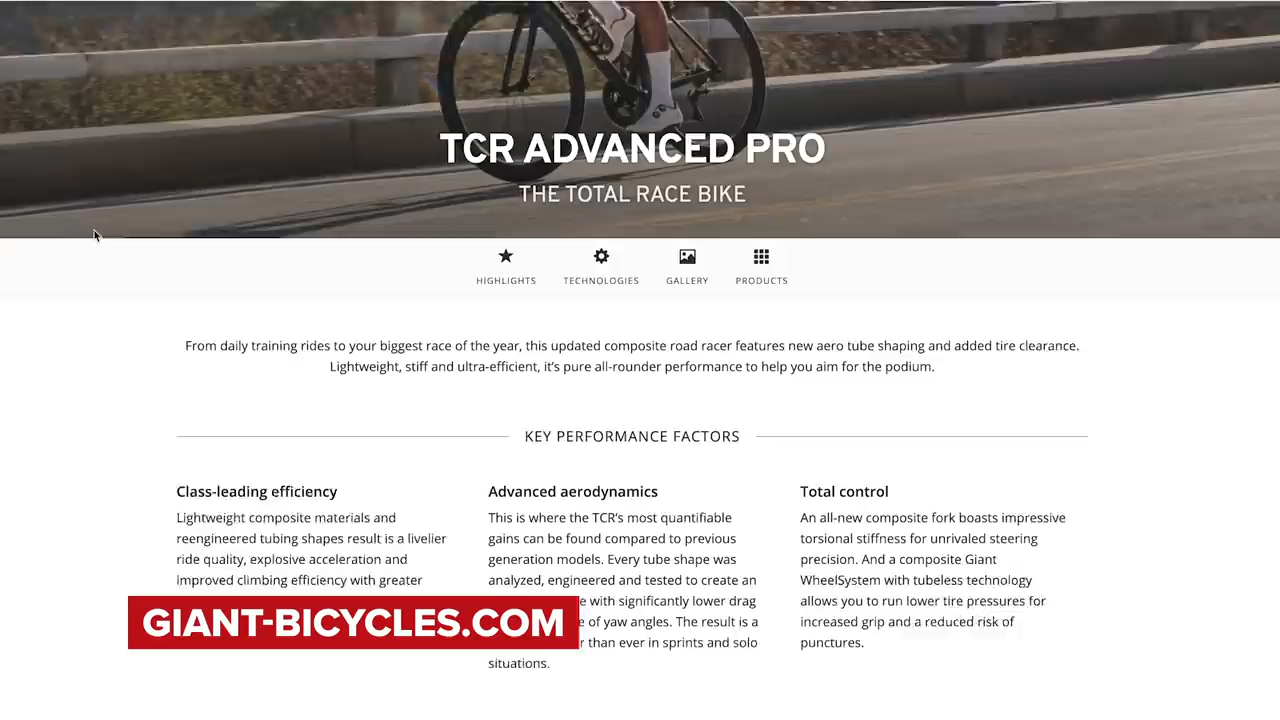 TCR ADVANCED PRO
THE TOTAL RACE BIKE
HIGHLIGHTS
TECHNOLOGIES
GALLERY
PRODUCTS
From daily training rides to your biggest race of the year, this updated composite road racer features new aero tube shaping and added tire clearance.
Lightweight, stiff and ultra-efficient, it’s pure all-rounder performance to help you aim for the podium.
KEY PERFORMANCE FACTORS
Class-leading efficiency
Lightweight composite materials and
reengineered tubing shapes result is a livelier
ride quality, explosive acceleration and
improved climbing efficiency with greater
Advanced aerodynamics
This is where the TCR’s most quantifiable
gains can be found compared to previous
generation models. Every tube shape was
analyzed, engineered and tested to create an
with significantly lower drag
of yaw angles. The result is a
than ever in sprints and solo
situations.
Total control
An all-new composite fork boasts impressive
torsional stiffness for unrivaled steering
precision. And a composite Giant
WheelSystem with tubeless technology
allows you to run lower tire pressures for
increased grip and a reduced risk of
punctures.
GIANT-BICYCLES.COM